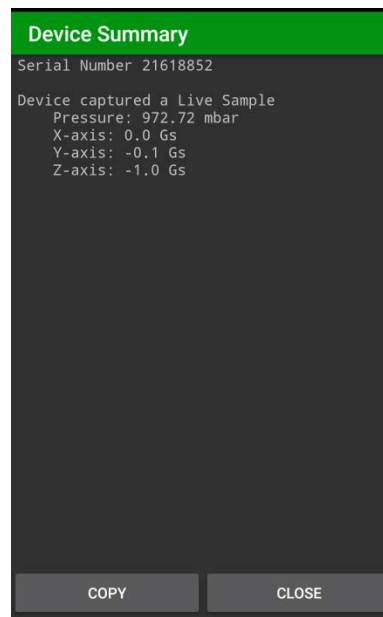 Device Summary
Serial Number 21618852
Device captured a Live Sample
Pressure: 972.72 mbar
X-axis: 0.0 Gs
Y-axis: -0.1 Gs
Z-axis: -1.0 Gs
COPY CLOSE